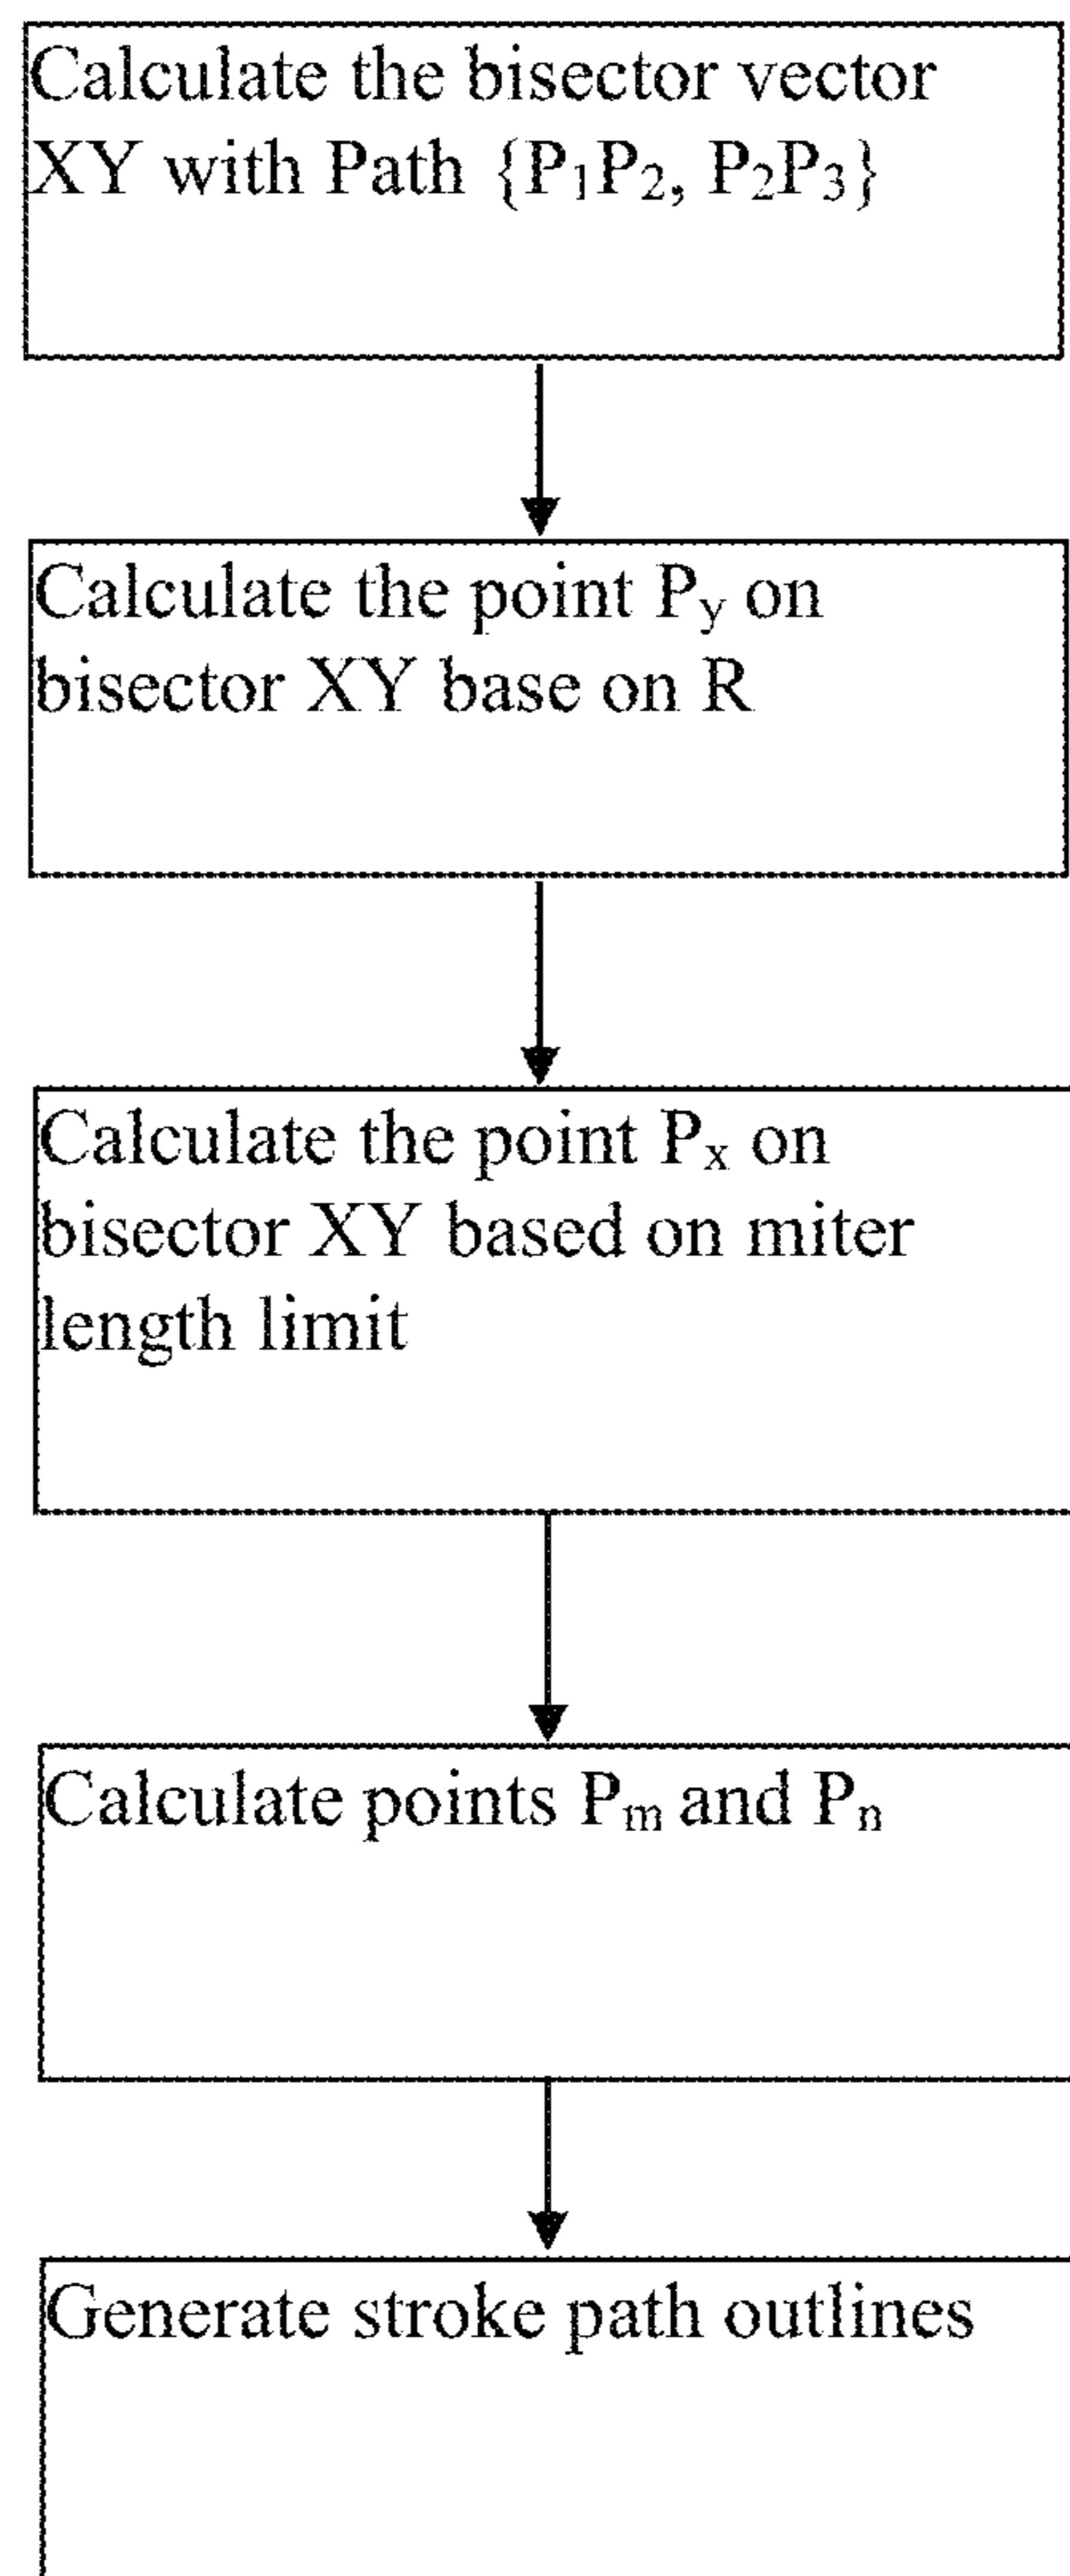 Calculate the bisector vector
XY with Path {P₁P₂, P₂P₃}
Calculate the point Pᵧ on
bisector XY base on R
Calculate the point Pₓ on
bisector XY based on miter
length limit
Calculate points Pₘ and Pₙ
Generate stroke path outlines